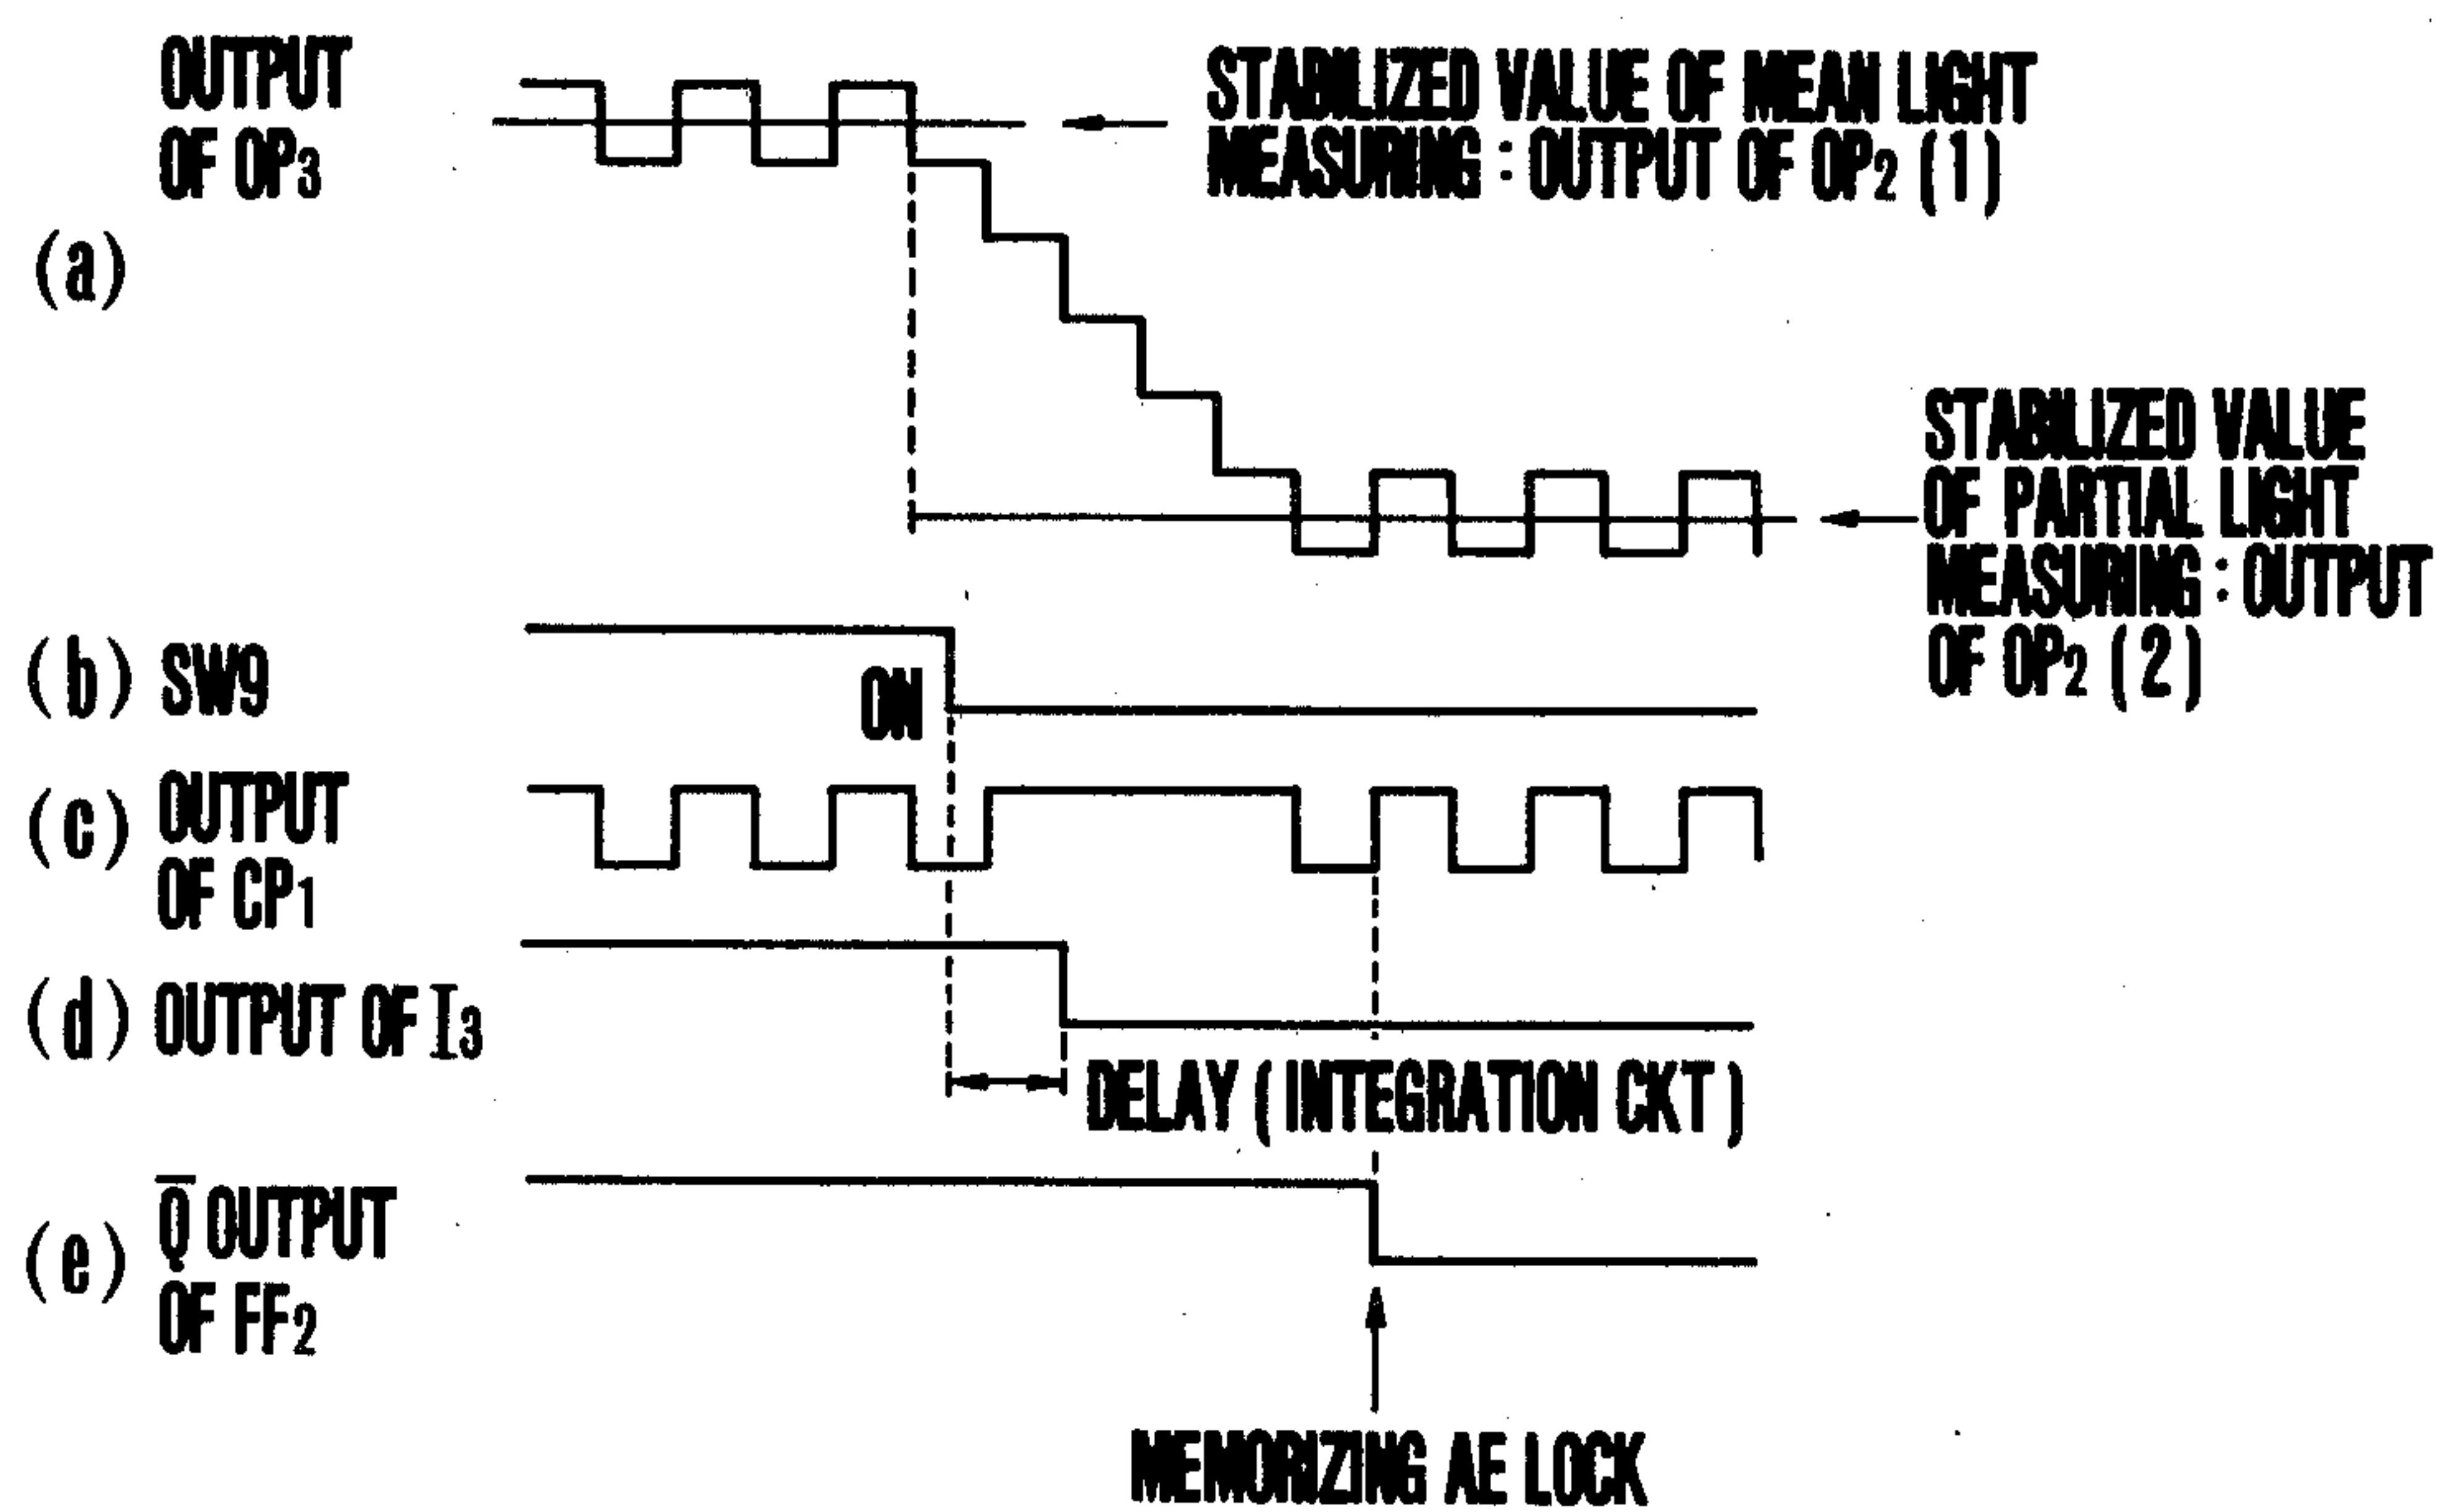 OUTPUT
OF OP3
STABILIZED VALUE OF MEAN LIGHT
MEASURING : OUTPUT OF OP2 (1)
(a)
STABILIZED VALUE
OF PARTIAL LIGHT
MEASURING : OUTPUT
OF OP2 (2)
(b) SW9
ON
(c) OUTPUT
OF CP1
(d) OUTPUT OF I3
DELAY ( INTEGRATION CKT )
(e) Q̅ OUTPUT
OF FF2
MEMORIZING AE LOCK